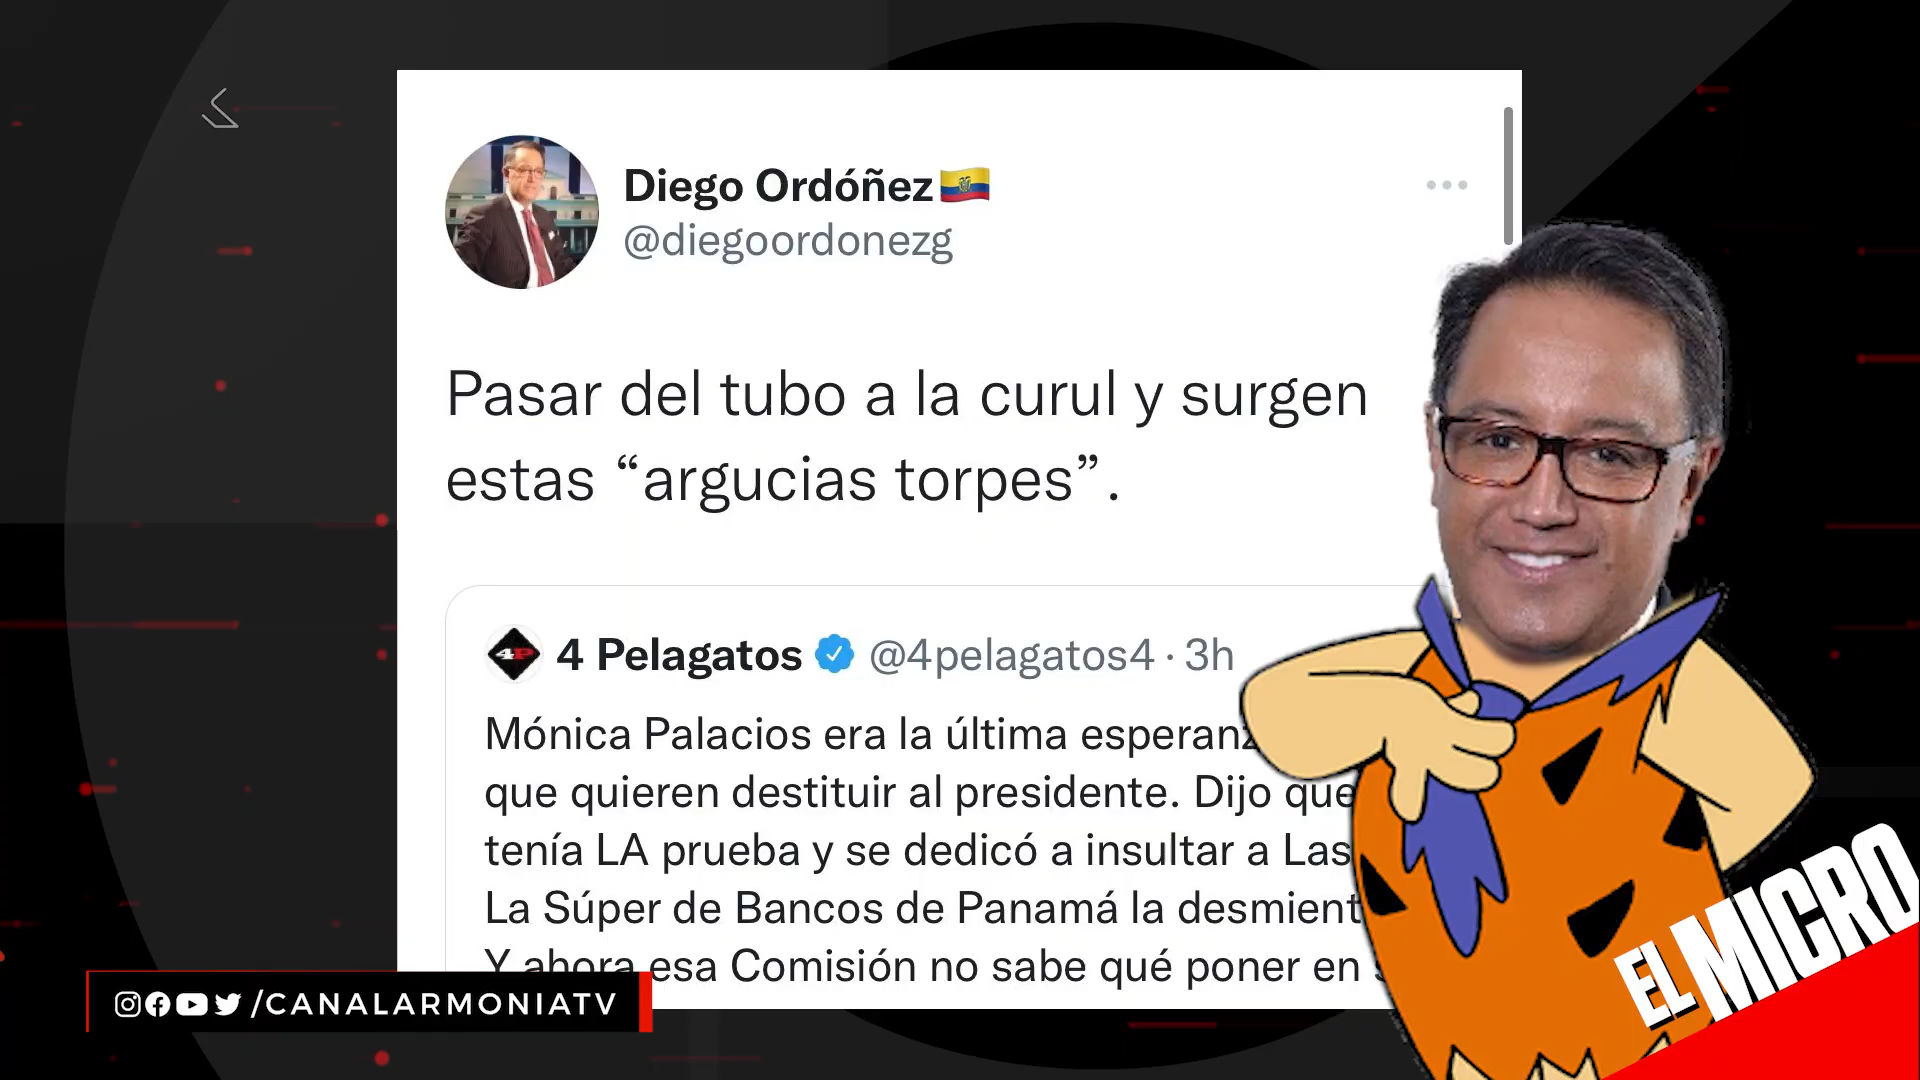 Diego Ordóñez
@diegoordonezg
Pasar del tubo a la curul y surgen
estas “argucias torpes”.
4P
4 Pelagatos @4pelagatos4 · 3h
Mónica Palacios era la última
que quieren destituir al presidente. Dijo que
tenía LA prueba y se dedicó a insultar a Las
La Súper de Bancos de Panamá la
Y ahora esa Comisión no sabe qué poner en
/CANALARMONIATV
EL MICRO